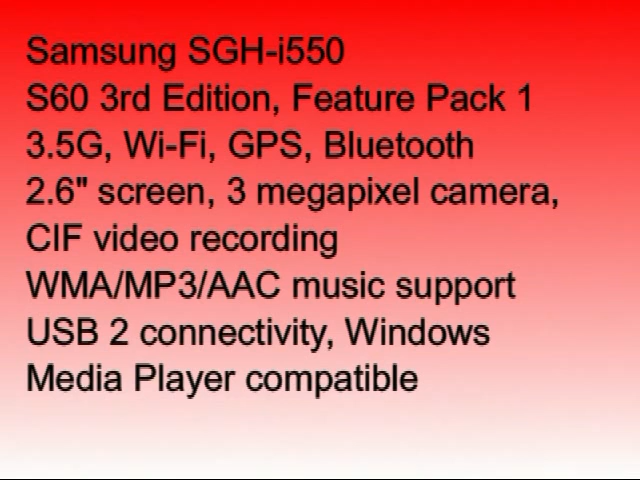 Samsung SGH-i550
S60 3rd Edition, Feature Pack 1
3.5G, Wi-Fi, GPS, Bluetooth
2.6" screen, 3 megapixel camera,
CIF video recording
WMA/MP3/AAC music support
USB 2 connectivity, Windows
Media Player compatible